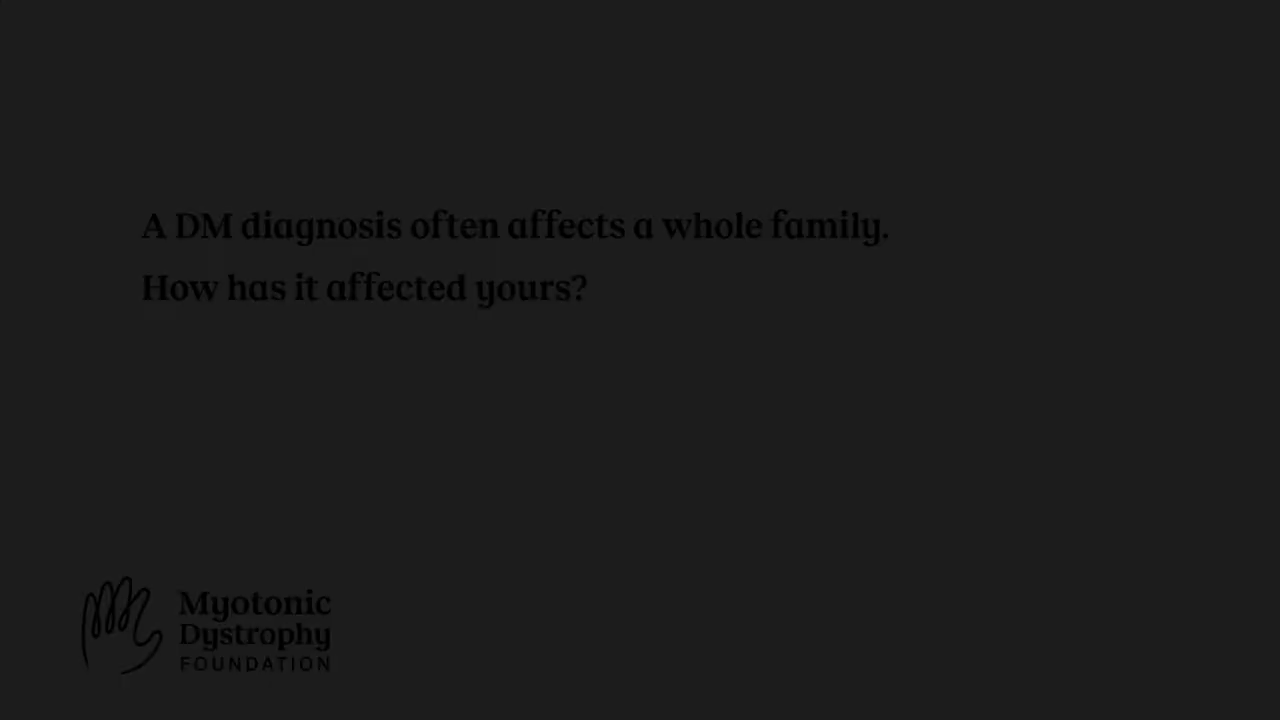 A DM diagnosis often affects a whole family.
How has it affected yours?
Myotonic
Dystrophy
FOUNDATION